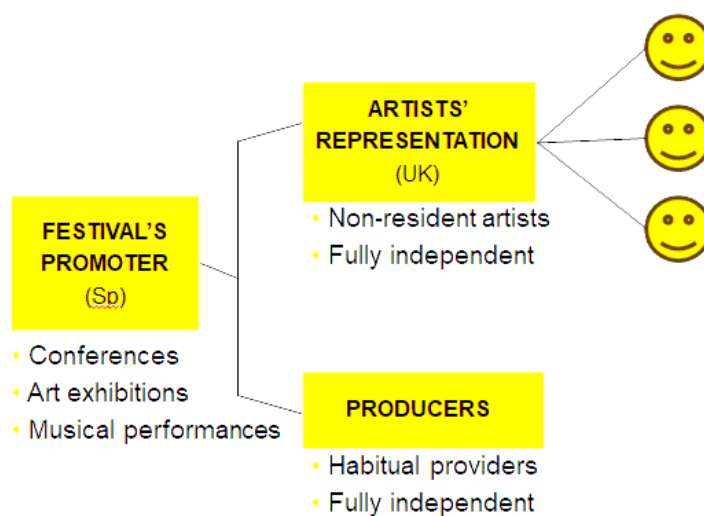 ARTISTS'
REPRESENTATION
(UK)
• Non-resident artists
• Fully independent
FESTIVAL'S
PROMOTER
(Sp)
• Conferences
• Art exhibitions
• Musical performances
PRODUCERS
• Habitual providers
• Fully independent